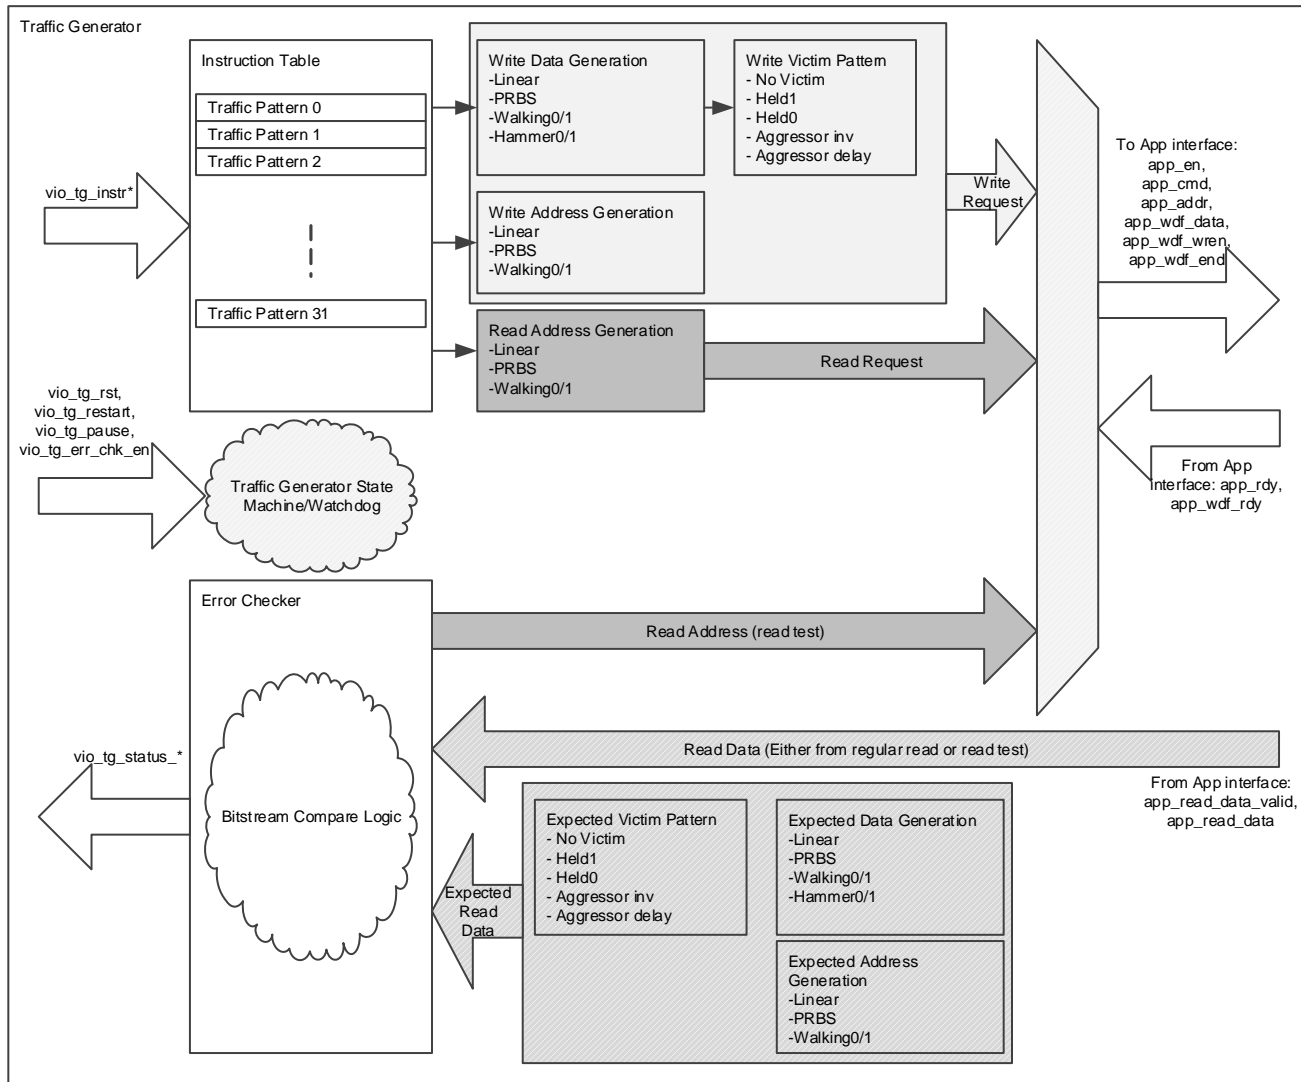 Traffic Generator
Instruction Table
Traffic Pattern 0
Traffic Pattern 1
Traffic Pattern 2
Traffic Pattern 31
vio_tg_instr*
Write Data Generation
-Linear
-PRBS
-Walking0/1
-Hammer0/1
Write Victim Pattern
- No Victim
- Held1
- Held0
- Aggressor inv
- Aggressor delay
Write Address Generation
-Linear
-PRBS
-Walking0/1
Write
Request
Read Address Generation
-Linear
-PRBS
-Walking0/1
Read Request
To App interface:
app_en,
app_cmd,
app_addr,
app_wdf_data,
app_wdf_wren,
app_wdf_end
From App
interface: app_rdy,
app_wdf_rdy
vio_tg_rst,
vio_tg_restart,
vio_tg_pause,
vio_tg_err_chk_en
Traffic Generator State
Machine/Watchdog
Error Checker
Read Address (read test)
Bitstream Compare Logic
vio_tg_status_*
Read Data (Either from regular read or read test)
From App interface:
app_read_data_valid,
app_read_data
Expected
Read
Data
Expected Victim Pattern
- No Victim
- Held1
- Held0
- Aggressor inv
- Aggressor delay
Expected Data Generation
-Linear
-PRBS
-Walking0/1
-Hammer0/1
Expected Address
Generation
-Linear
-PRBS
-Walking0/1